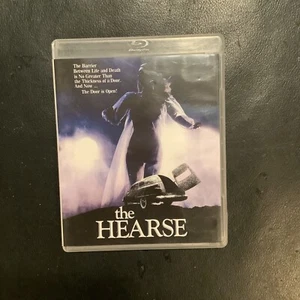 The Barrier
Between Life and Death
is No Greater Than
the Thickness of a Door.
And Now ...
The Door is Open!
the
HEARSE